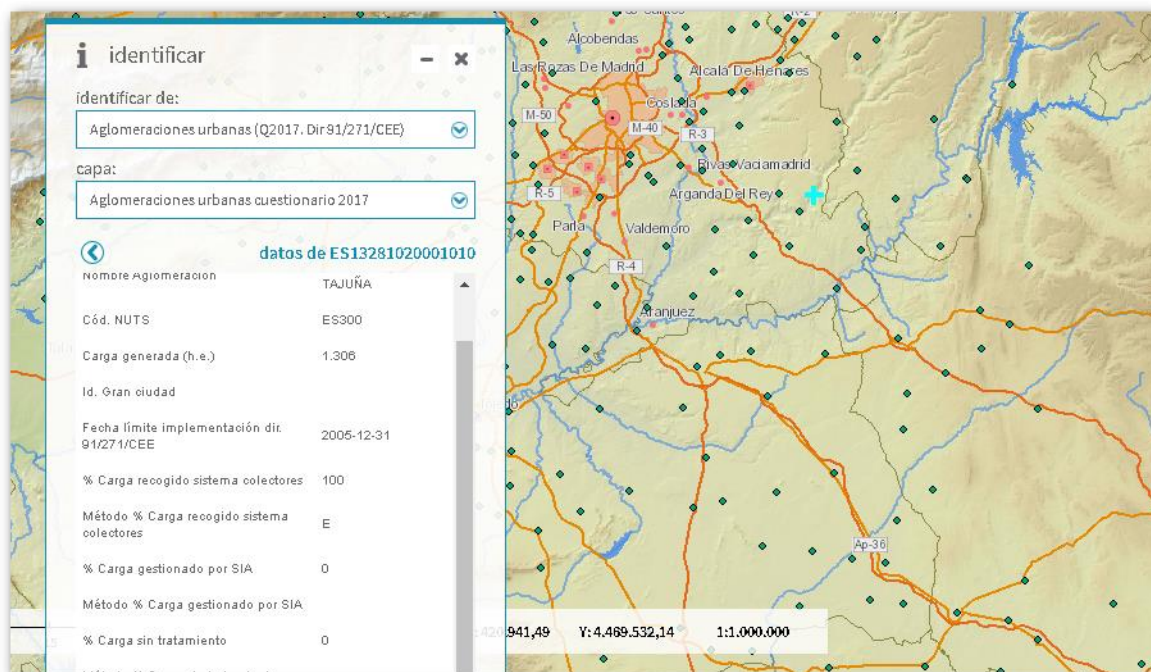 identificar
identificar de:
Aglomeraciones urbanas (Q2017. Dir 91/271/CEE)
capa:
Aglomeraciones urbanas cuestionario 2017
datos de ES13281020001010
Nombre Aglomeración
TAJUÑA
Cód. NUTS ES300
Carga generada (h.e.) 1.306
Id. Gran ciudad
Fecha límite implementación dir.
91/271/CEE
2005-12-31
% Carga recogido sistema colectores 100
Método % Carga recogido sistema
colectores
E
% Carga gestionado por SIA 0
Método % Carga gestionado por SIA
% Carga sin tratamiento 0
R-2
Alcobendas
Las Rozas De Madrid
Alcalá De Henares
Coslada
M-50
M-40
R-3
Rivas Vaciamadrid
R-5
Arganda Del Rey
Parla
Valdemoro
R-4
Aranjuez
Ap-36
941,49 Y: 4.469.532,14 1:1.000.000